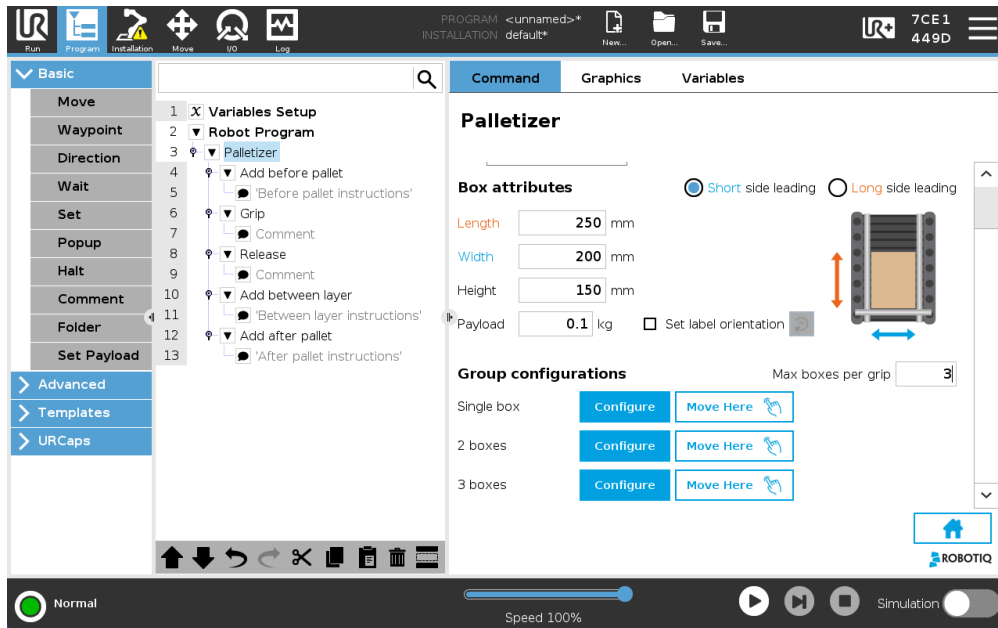 PROGRAM <unnamed>*
INSTALLATION default*
Run
Program
Installation
Move
I/O
Log
New...
Open...
Save...
UR+
7CE1
449D
Basic
Move
Waypoint
Direction
Wait
Set
Popup
Halt
Comment
Folder
Set Payload
Advanced
Templates
URCaps
1 X Variables Setup
2 Robot Program
3 Palletizer
4 Add before pallet
5 'Before pallet instructions'
6 Grip
7 Comment
8 Release
9 Comment
10 Add between layer
11 'Between layer instructions'
12 Add after pallet
13 'After pallet instructions'
Command Graphics Variables
Palletizer
Box attributes Short side leading Long side leading
Length 250 mm
Width 200 mm
Height 150 mm
Payload 0.1 kg Set label orientation
Group configurations Max boxes per grip 3
Single box Configure Move Here
2 boxes Configure Move Here
3 boxes Configure Move Here
ROBOTIQ
Normal
Speed 100%
Simulation